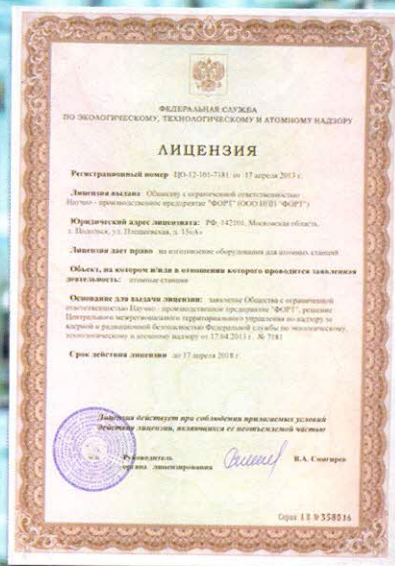 ФЕДЕРАЛЬНАЯ СЛУЖБА
ПО ЭКОЛОГИЧЕСКОМУ, ТЕХНОЛОГИЧЕСКОМУ И АТОМНОМУ НАДЗОРУ
ЛИЦЕНЗИЯ
Регистрационный номер ЦО-12-101-7181 от 17 апреля 2013 г.
Лицензия выдана Обществу с ограниченной ответственностью
Научно - производственное предприятие "ФОРТ" (ООО НПП "ФОРТ")
Юридический адрес лицензиата: РФ, 142101, Московская область,
г. Подольск, ул. Плещеевская, д. 15«А»
Лицензия дает право на изготовление оборудования для атомных станций
Объект, на котором и/или в отношении которого проводится заявленная
деятельность: атомные станции
Основание для выдачи лицензии: заявление Общества с ограниченной
ответственностью Научно - производственное предприятие "ФОРТ", решение
Центрального межрегионального территориального управления по надзору за
ядерной и радиационной безопасностью Федеральной службы по экологическому,
технологическому и атомному надзору от 17.04.2013 г. № 7181
Срок действия лицензии до 17 апреля 2018 г.
Лицензия действует при соблюдении прилагаемых условий
действия лицензии, являющихся ее неотъемлемой частью
Руководитель
органа лицензирования
В.А. Снигирев
М.П.
Серия 1 В № 358036